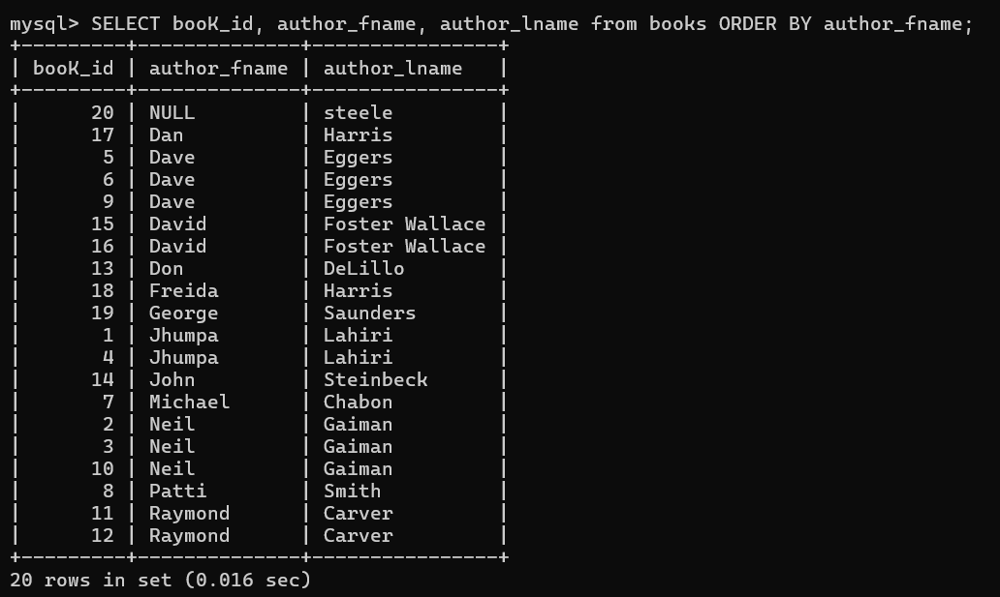 mysql> SELECT booK_id, author_fname, author_lname from books ORDER BY author_fname;
+---------+--------------+----------------+
| booK_id | author_fname | author_lname   |
+---------+--------------+----------------+
|      20 | NULL         | steele         |
|      17 | Dan          | Harris         |
|       5 | Dave         | Eggers         |
|       6 | Dave         | Eggers         |
|       9 | Dave         | Eggers         |
|      15 | David        | Foster Wallace |
|      16 | David        | Foster Wallace |
|      13 | Don          | DeLillo        |
|      18 | Freida       | Harris         |
|      19 | George       | Saunders       |
|       1 | Jhumpa       | Lahiri         |
|       4 | Jhumpa       | Lahiri         |
|      14 | John         | Steinbeck      |
|       7 | Michael      | Chabon         |
|       2 | Neil         | Gaiman         |
|       3 | Neil         | Gaiman         |
|      10 | Neil         | Gaiman         |
|       8 | Patti        | Smith          |
|      11 | Raymond      | Carver         |
|      12 | Raymond      | Carver         |
+---------+--------------+----------------+
20 rows in set (0.016 sec)